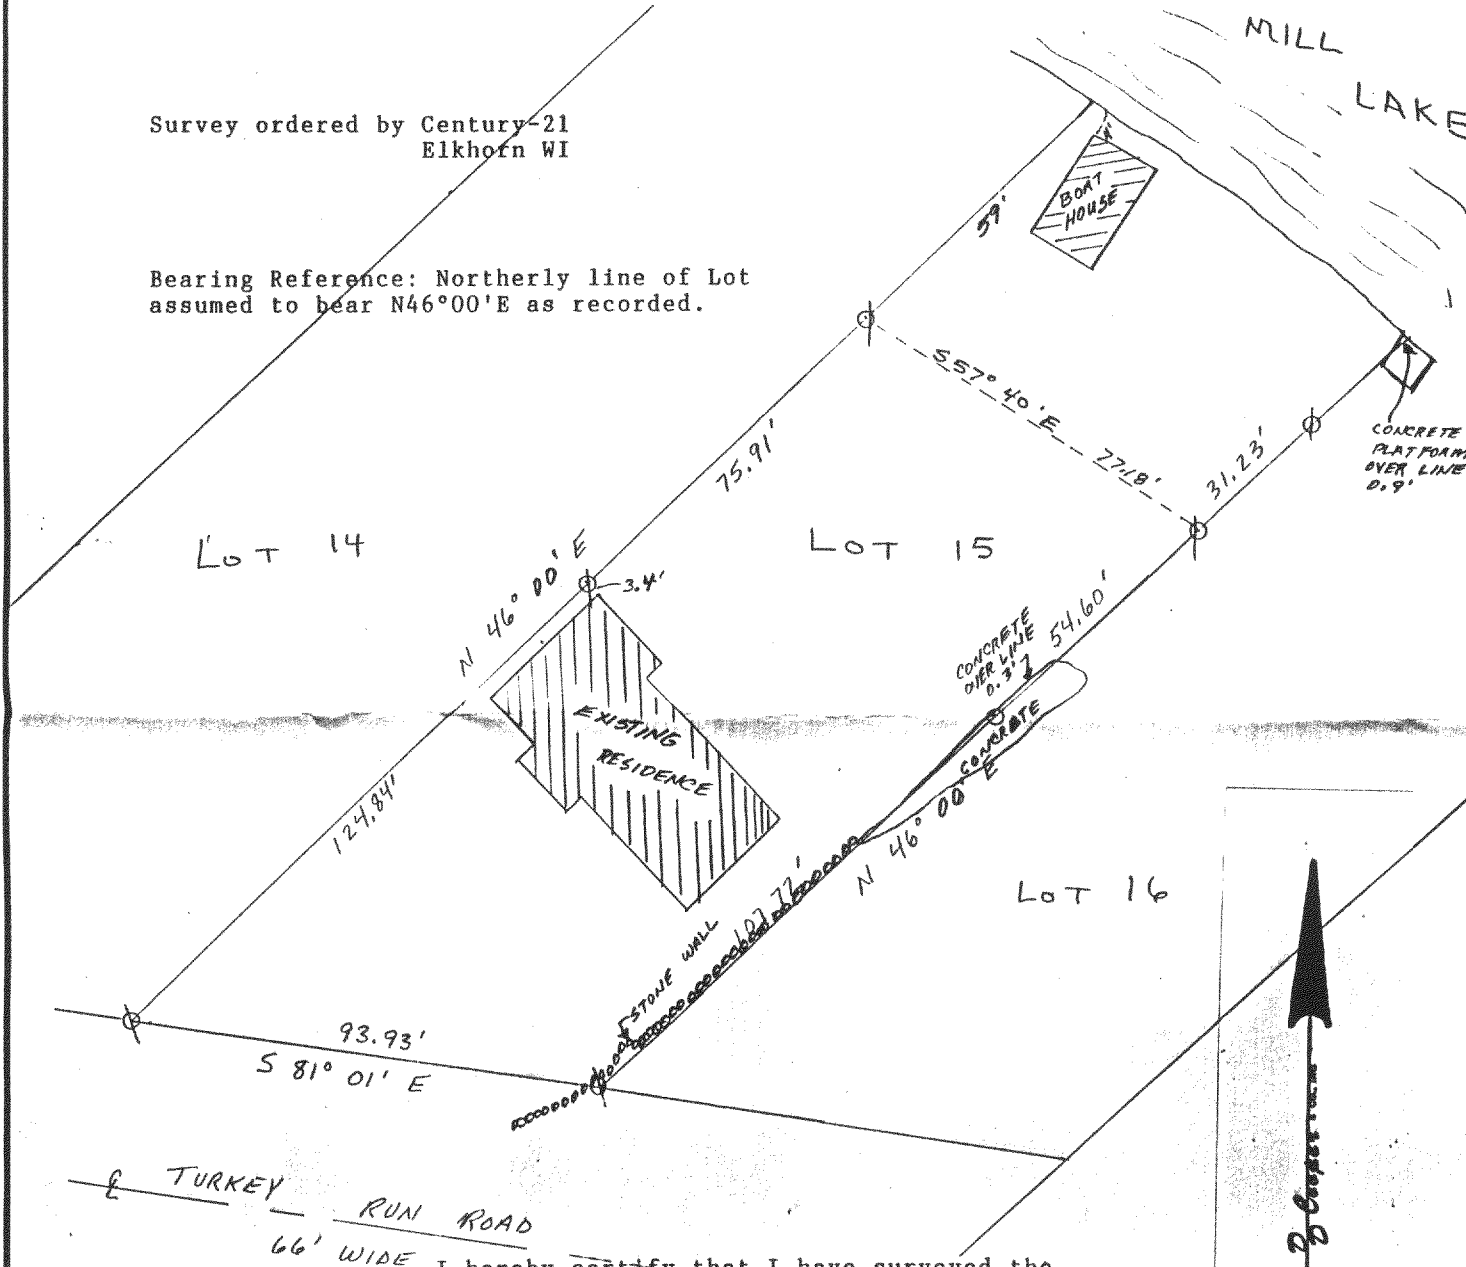 MILL
LAKE
Survey ordered by Century-21
Elkhorn WI
BOAT
HOUSE
59'
Bearing Reference: Northerly line of Lot
assumed to bear N46°00'E as recorded.
S 57° 40' E
77.18'
CONCRETE
PLATFORM
OVER LINE
0.9'
31.23'
75.91'
LOT 14
LOT 15
N 46° 00' E
3.4'
54.60'
CONCRETE
OVER LINE
0.3'
EXISTING
RESIDENCE
CONCRETE
N 46° 00' E
124.84'
LOT 16
107.77'
STONE WALL
93.93'
S 81° 01' E
℄ TURKEY RUN ROAD
66' WIDE
I hereby certify that I have surveyed the